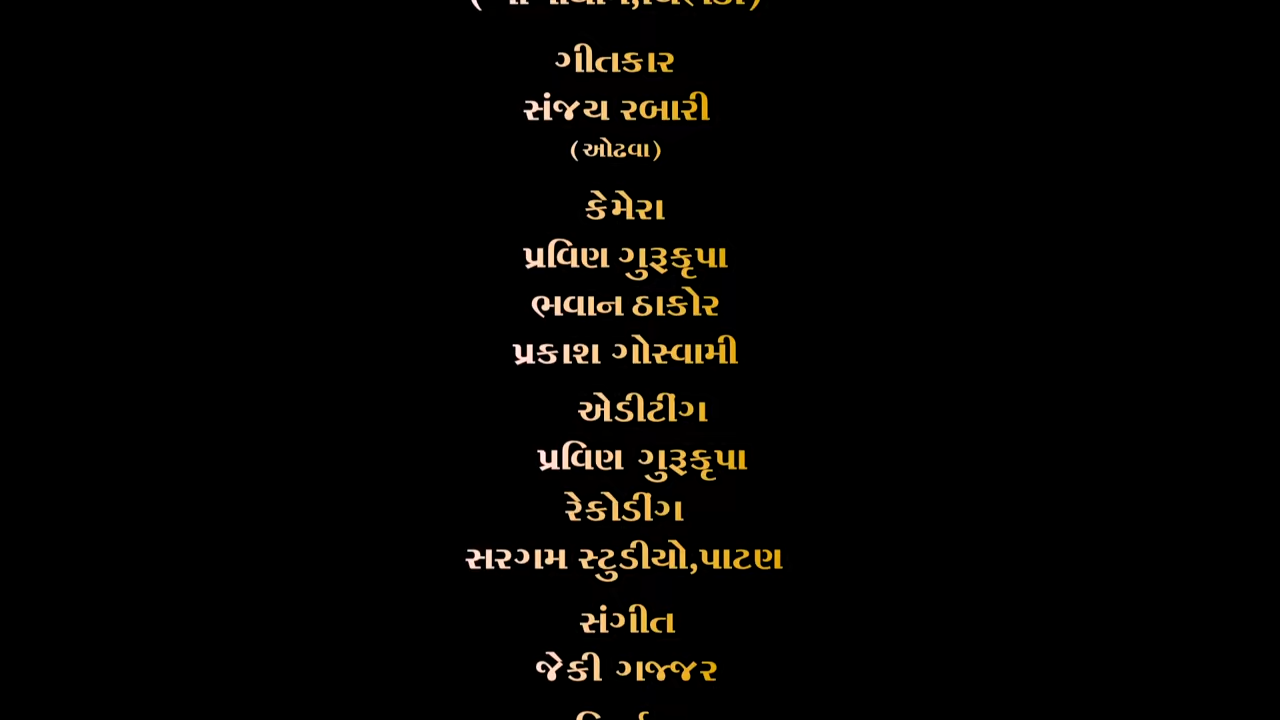 ગીતકાર
સંજય રબારી
(ઓઢવા)
કેમેરા
પ્રવિણ ગુરૂકૃપા
ભવાન ઠાકોર
પ્રકાશ ગોસ્વામી
એડીટીંગ
પ્રવિણ ગુરૂકૃપા
રેકોડીંગ
સરગમ સ્ટુડીયો,પાટણ
સંગીત
જેકી ગજ્જર